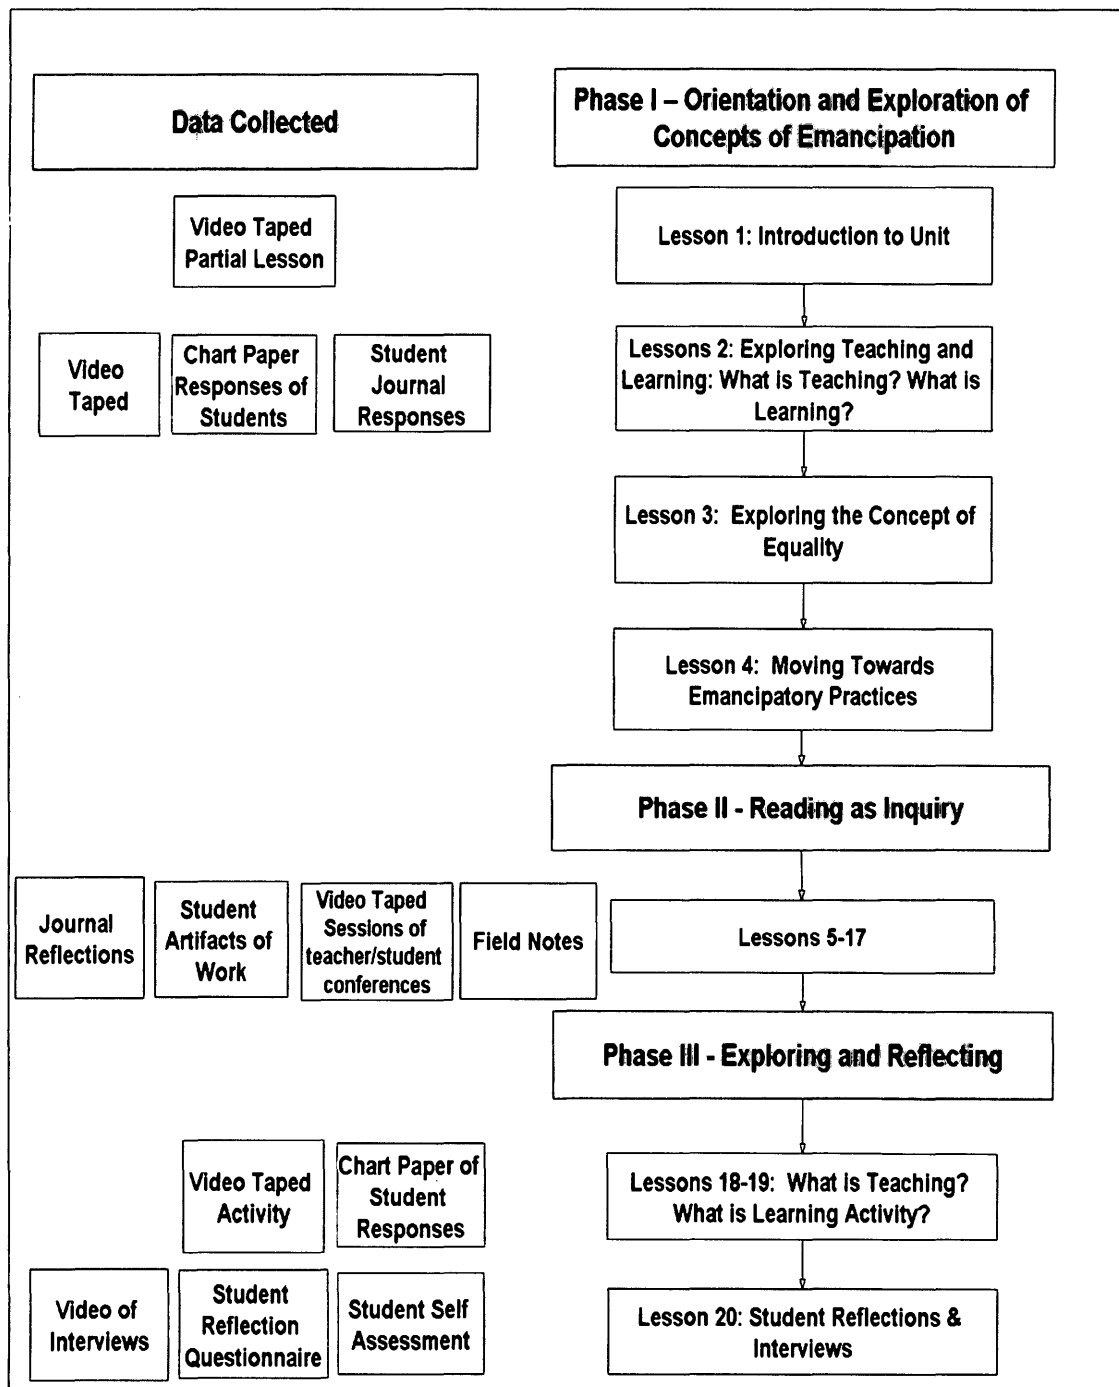 Data Collected
Phase I – Orientation and Exploration of
Concepts of Emancipation
Video Taped
Partial Lesson
Lesson 1: Introduction to Unit
Video
Taped
Chart Paper
Responses of
Students
Student
Journal
Responses
Lessons 2: Exploring Teaching and
Learning: What is Teaching? What is
Learning?
Lesson 3: Exploring the Concept of
Equality
Lesson 4: Moving Towards
Emancipatory Practices
Phase II - Reading as Inquiry
Journal
Reflections
Student
Artifacts of
Work
Video Taped
Sessions of
teacher/student
conferences
Field Notes
Lessons 5-17
Phase III - Exploring and Reflecting
Video Taped
Activity
Chart Paper of
Student
Responses
Lessons 18-19: What is Teaching?
What is Learning Activity?
Video of
Interviews
Student
Reflection
Questionnaire
Student Self
Assessment
Lesson 20: Student Reflections &
Interviews